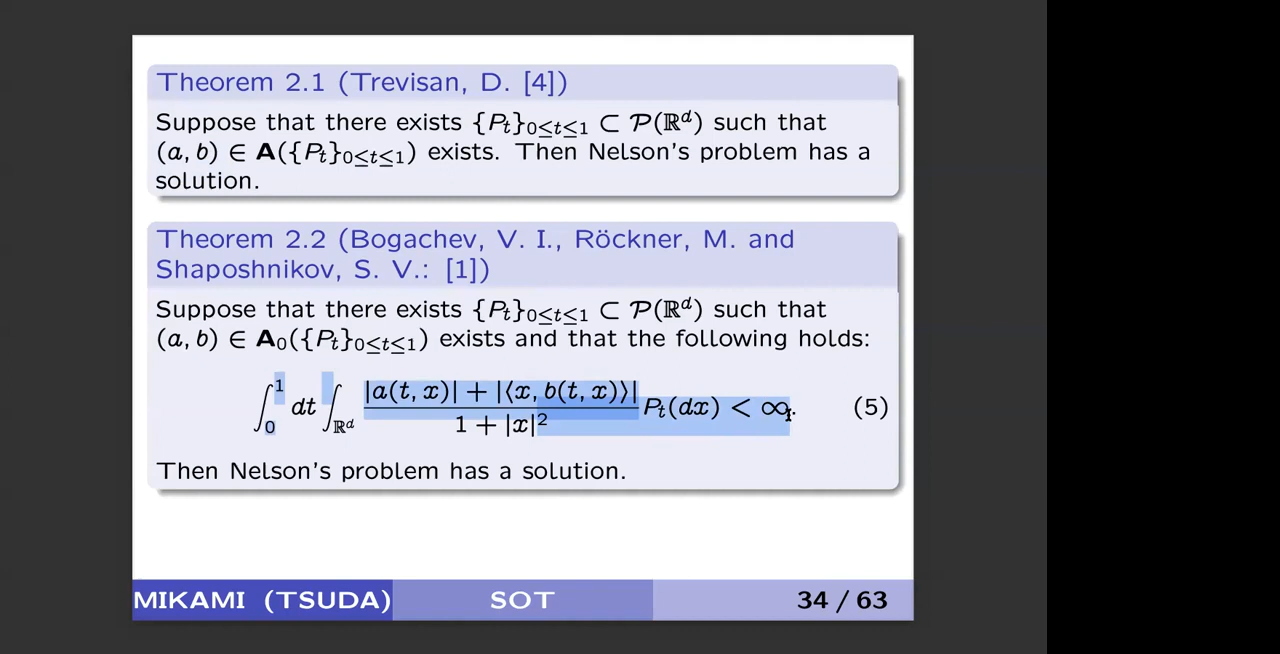 Theorem 2.1 (Trevisan, D. [4])
Suppose that there exists {P_t}_{0≤t≤1} ⊂ 𝒫(ℝ^d) such that
(a, b) ∈ **A**({P_t}_{0≤t≤1}) exists. Then Nelson's problem has a
solution.
Theorem 2.2 (Bogachev, V. I., Röckner, M. and
Shaposhnikov, S. V.: [1])
Suppose that there exists {P_t}_{0≤t≤1} ⊂ 𝒫(ℝ^d) such that
(a, b) ∈ **A**_0({P_t}_{0≤t≤1}) exists and that the following holds:
∫_0^1 dt ∫_{ℝ^d} \frac{|a(t, x)| + |⟨x, b(t, x)⟩|}{1 + |x|^2} P_t(dx) < ∞. (5)
Then Nelson's problem has a solution.
MIKAMI (TSUDA) SOT 34 / 63